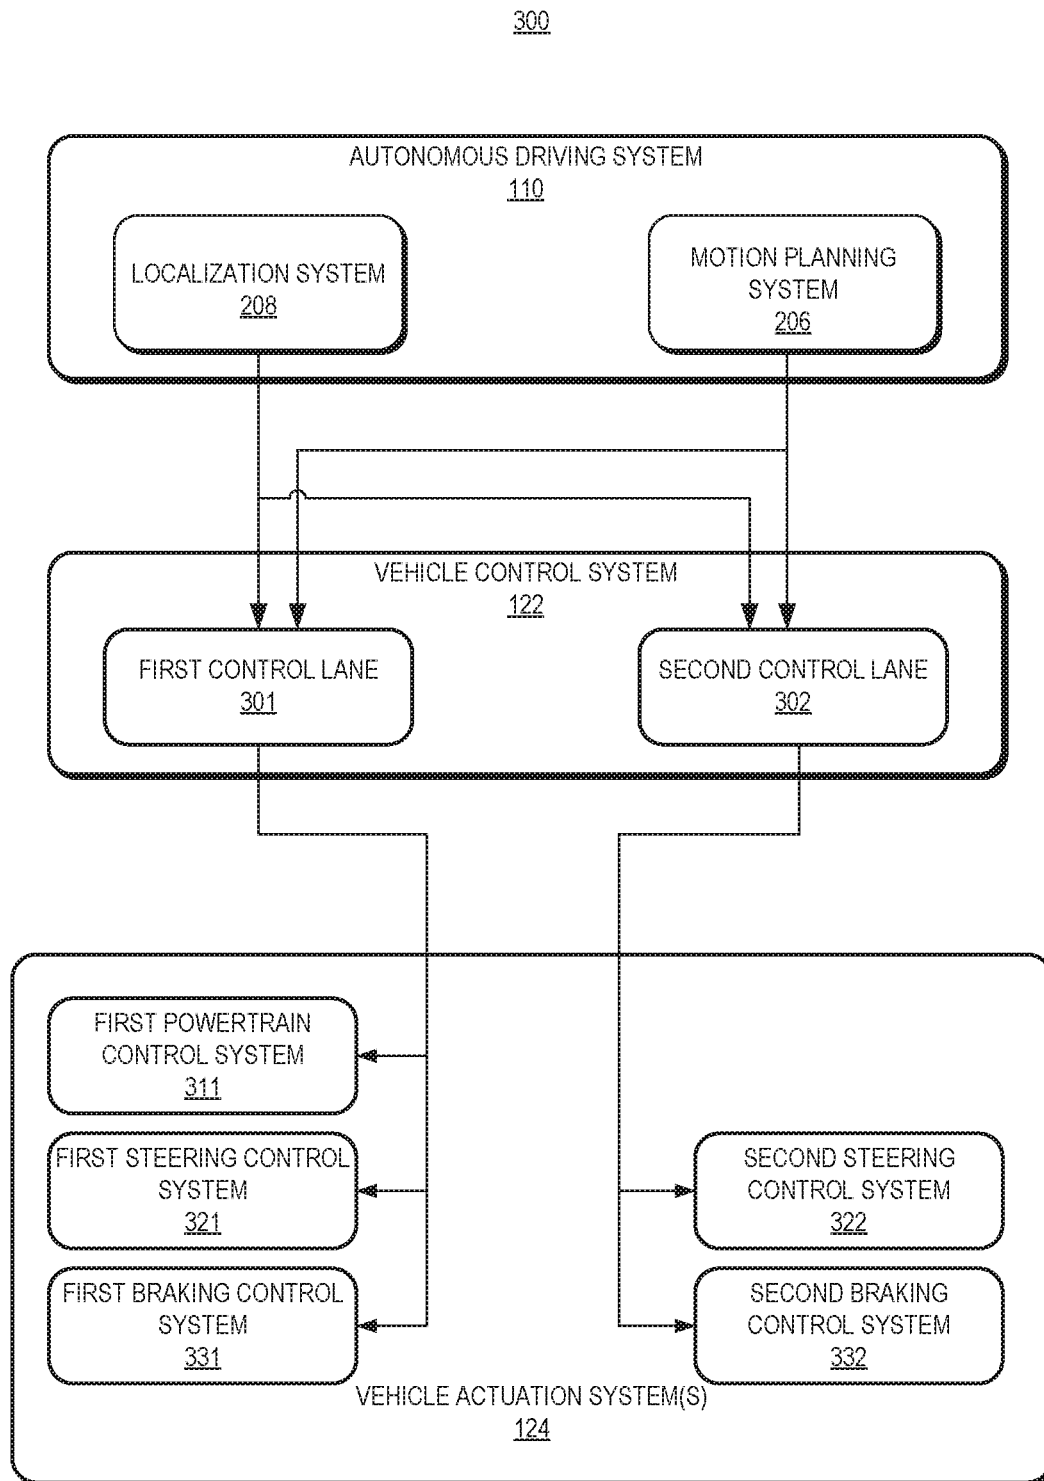 300
AUTONOMOUS DRIVING SYSTEM
110
LOCALIZATION SYSTEM
208
MOTION PLANNING
SYSTEM
206
VEHICLE CONTROL SYSTEM
122
FIRST CONTROL LANE
301
SECOND CONTROL LANE
302
FIRST POWERTRAIN
CONTROL SYSTEM
311
FIRST STEERING CONTROL
SYSTEM
321
SECOND STEERING
CONTROL SYSTEM
322
FIRST BRAKING CONTROL
SYSTEM
331
SECOND BRAKING
CONTROL SYSTEM
332
VEHICLE ACTUATION SYSTEM(S)
124